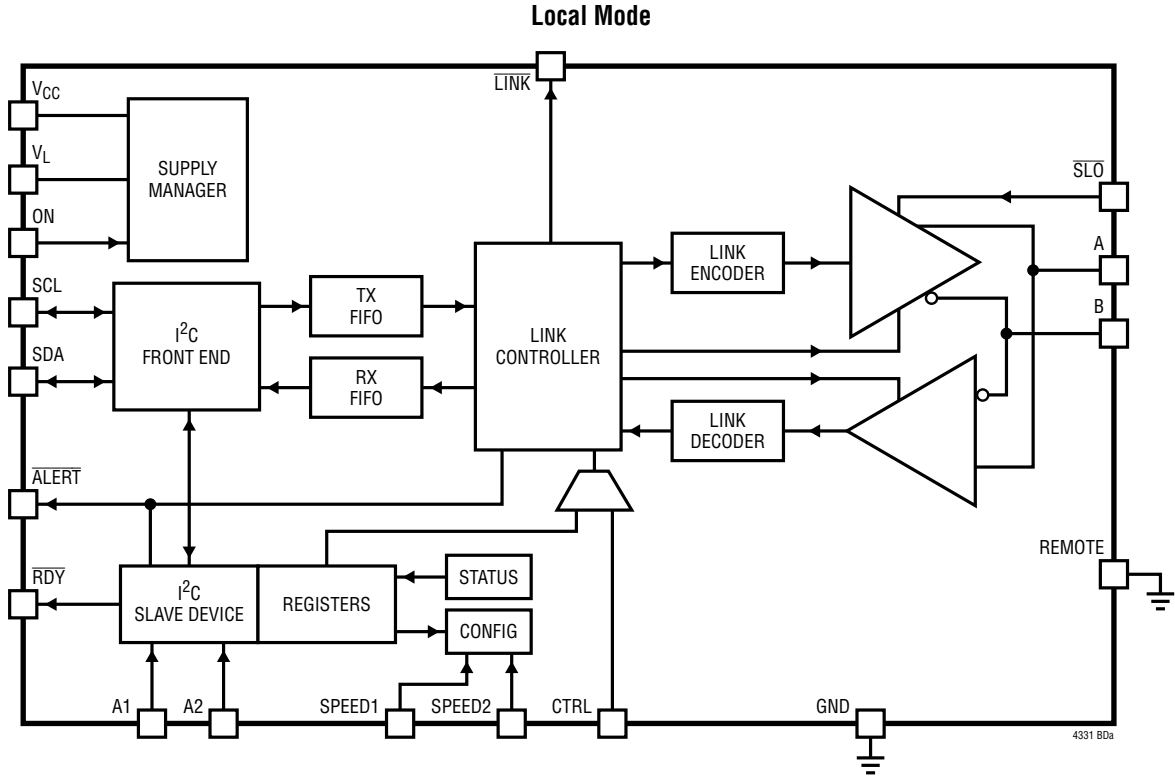 Local Mode
LINK
VCC
VL
ON
SCL
SDA
ALERT
RDY
SUPPLY
MANAGER
I2C
FRONT END
TX
FIFO
RX
FIFO
LINK
CONTROLLER
LINK
ENCODER
LINK
DECODER
SLO
A
B
REMOTE
I2C
SLAVE DEVICE
REGISTERS
STATUS
CONFIG
A1
A2
SPEED1
SPEED2
CTRL
GND
4331 BDa